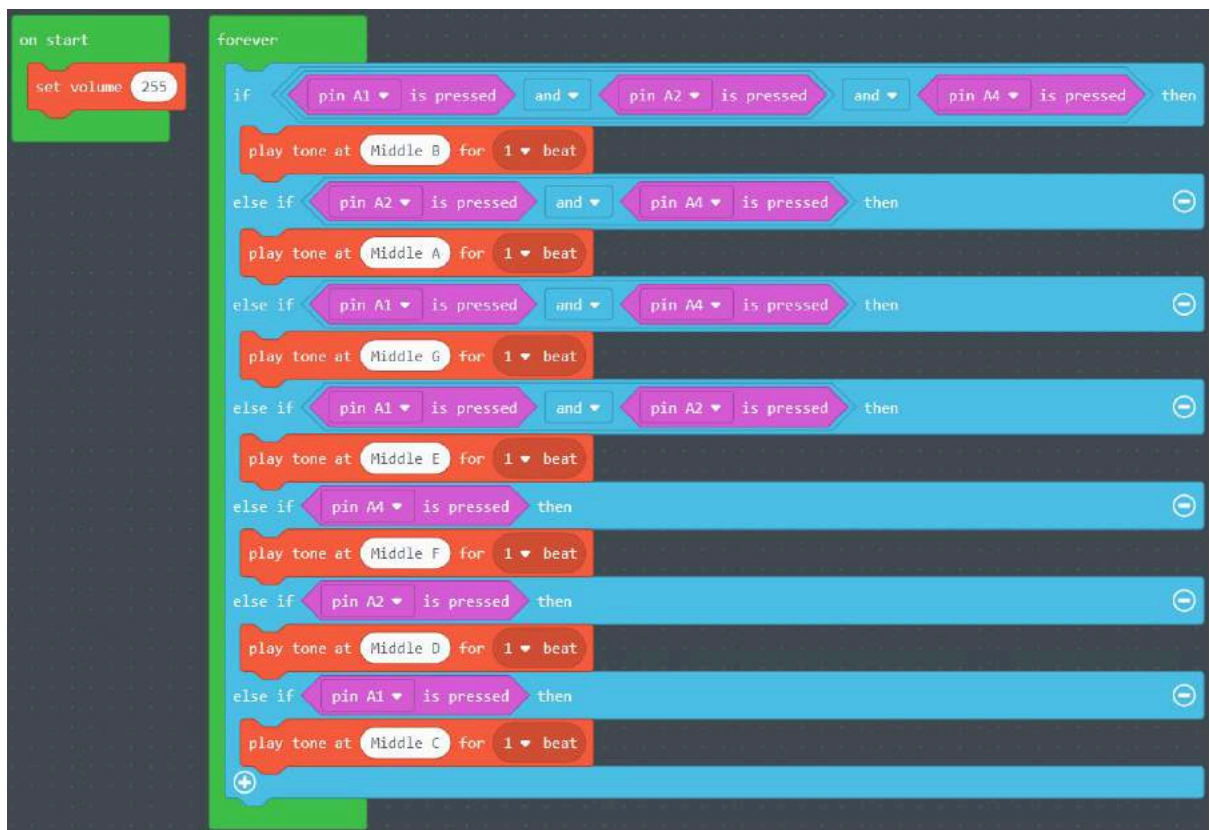 on start
set volume 255
forever
if pin A1 is pressed and pin A2 is pressed and pin A4 is pressed then
play tone at Middle B for 1 beat
else if pin A2 is pressed and pin A4 is pressed then
play tone at Middle A for 1 beat
else if pin A1 is pressed and pin A4 is pressed then
play tone at Middle G for 1 beat
else if pin A1 is pressed and pin A2 is pressed then
play tone at Middle E for 1 beat
else if pin A4 is pressed then
play tone at Middle F for 1 beat
else if pin A2 is pressed then
play tone at Middle D for 1 beat
else if pin A1 is pressed then
play tone at Middle C for 1 beat